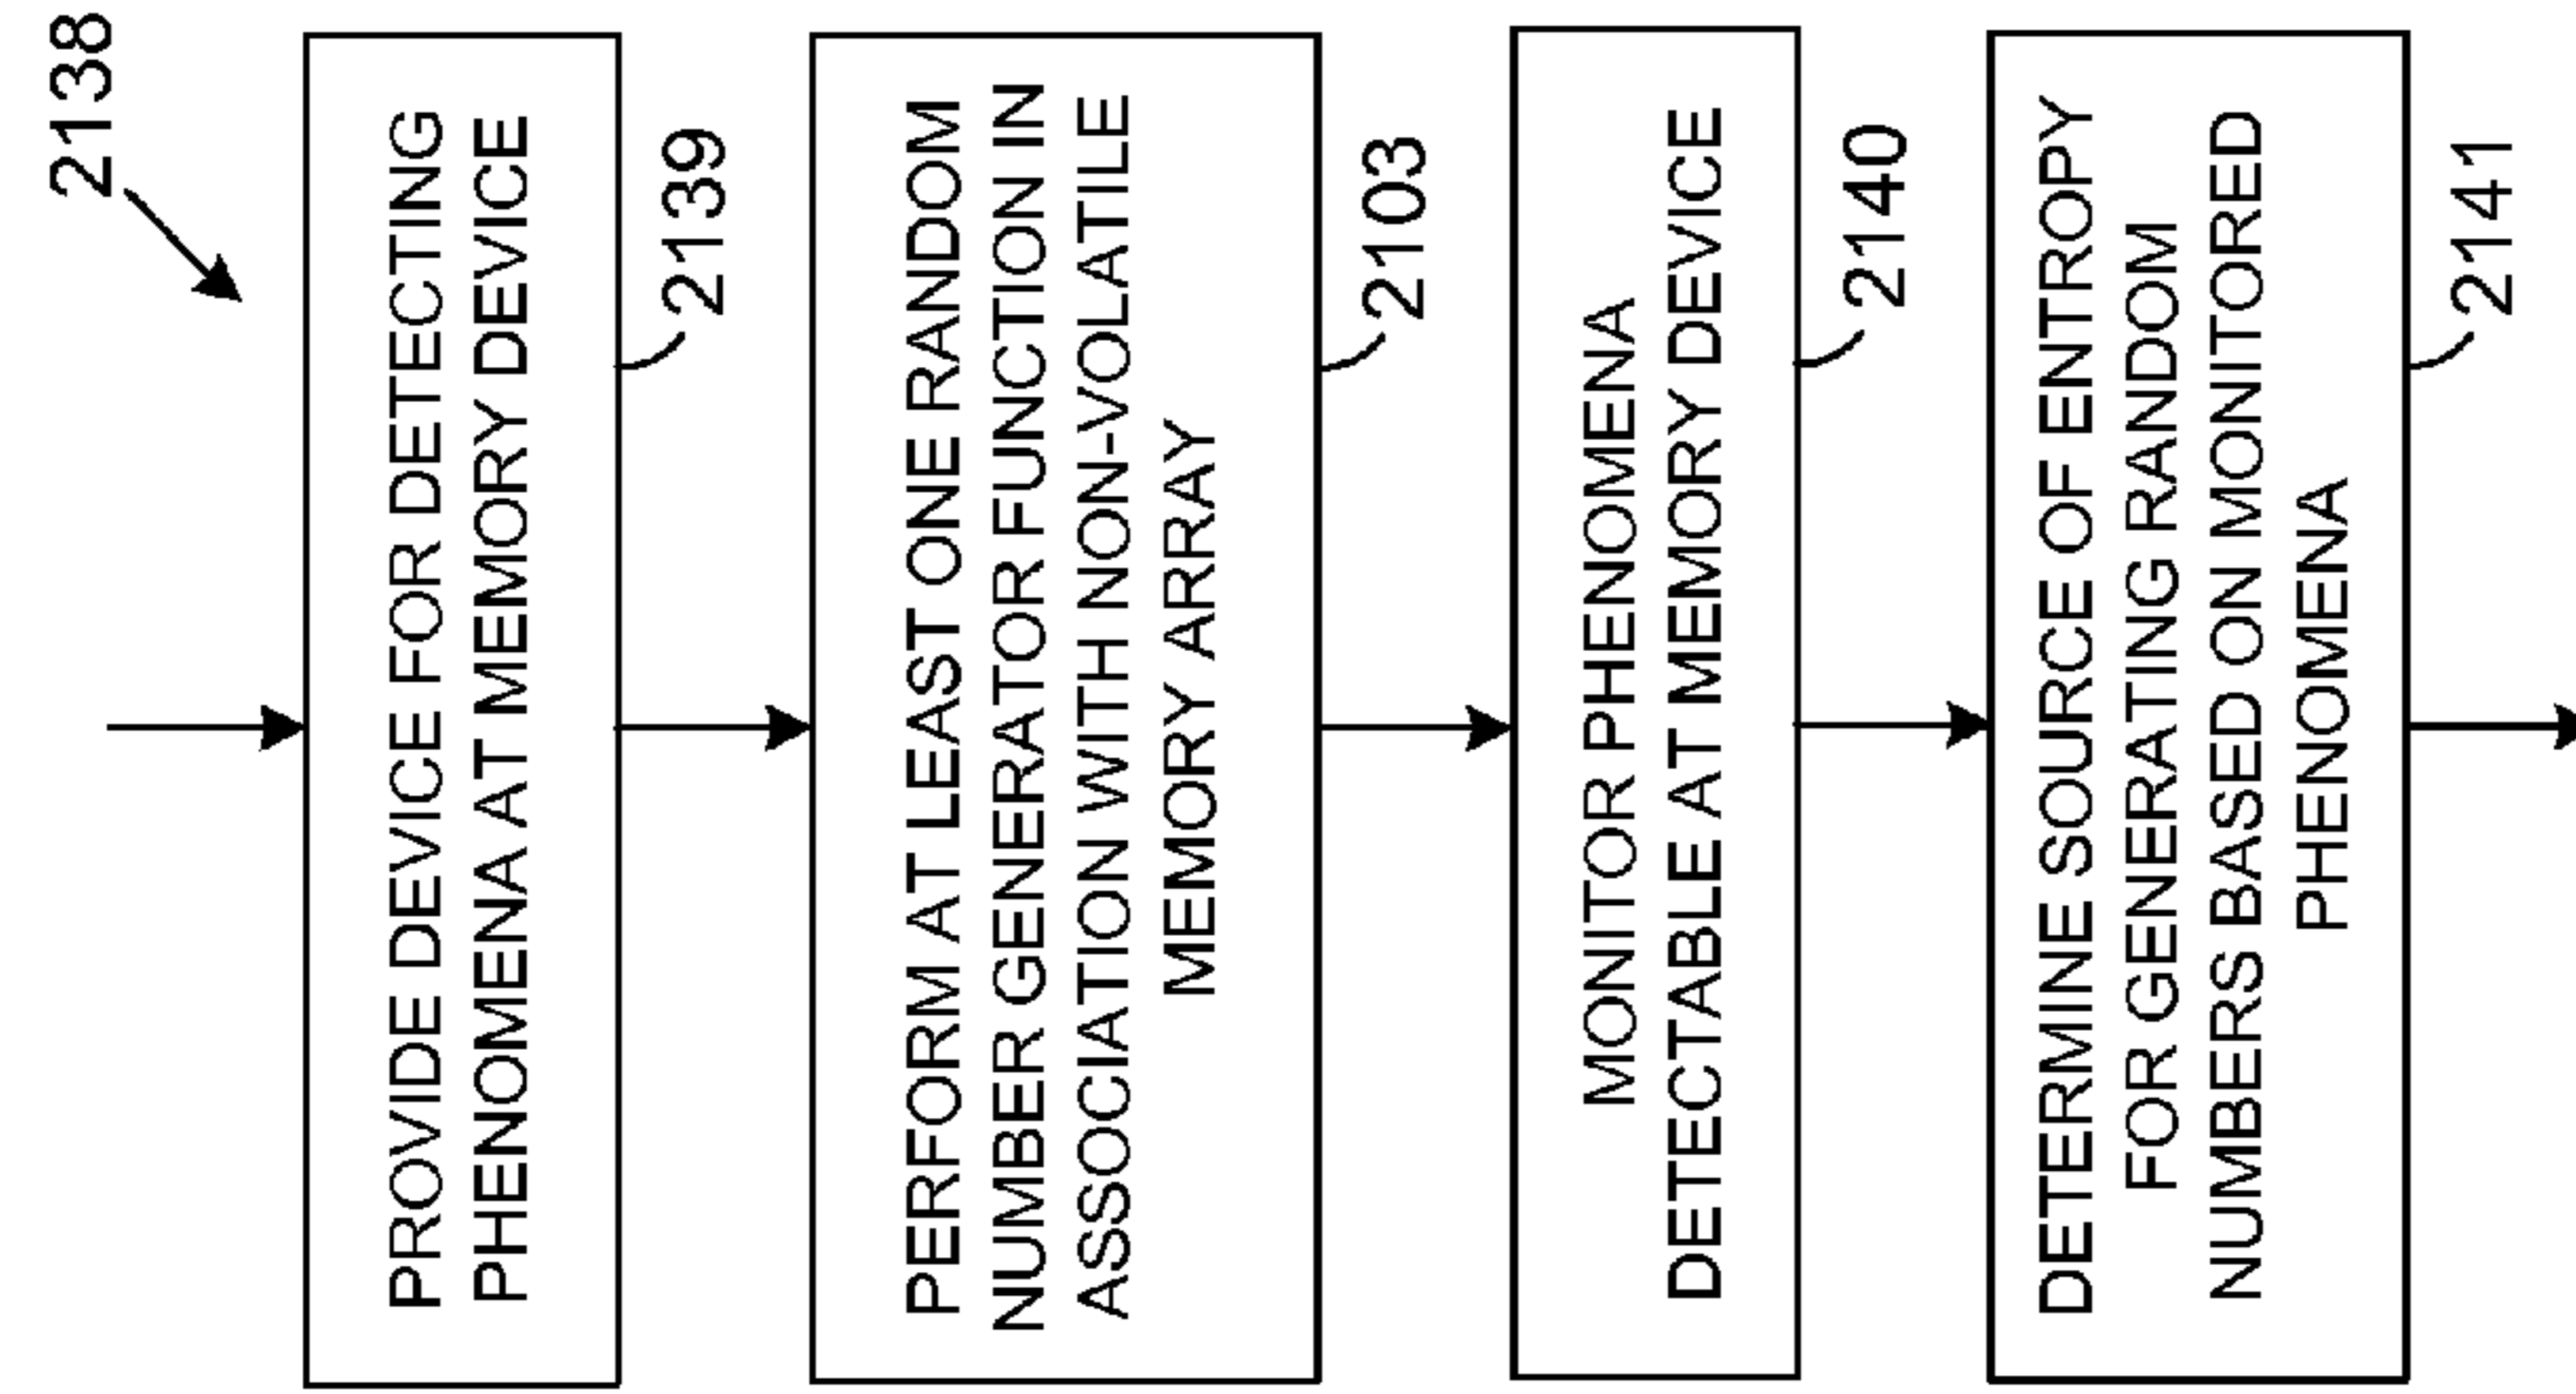 2138
PROVIDE DEVICE FOR DETECTING
PHENOMENA AT MEMORY DEVICE
2139
PERFORM AT LEAST ONE RANDOM
NUMBER GENERATOR FUNCTION IN
ASSOCIATION WITH NON-VOLATILE
MEMORY ARRAY
2103
MONITOR PHENOMENA
DETECTABLE AT MEMORY DEVICE
2140
DETERMINE SOURCE OF ENTROPY
FOR GENERATING RANDOM
NUMBERS BASED ON MONITORED
PHENOMENA
2141